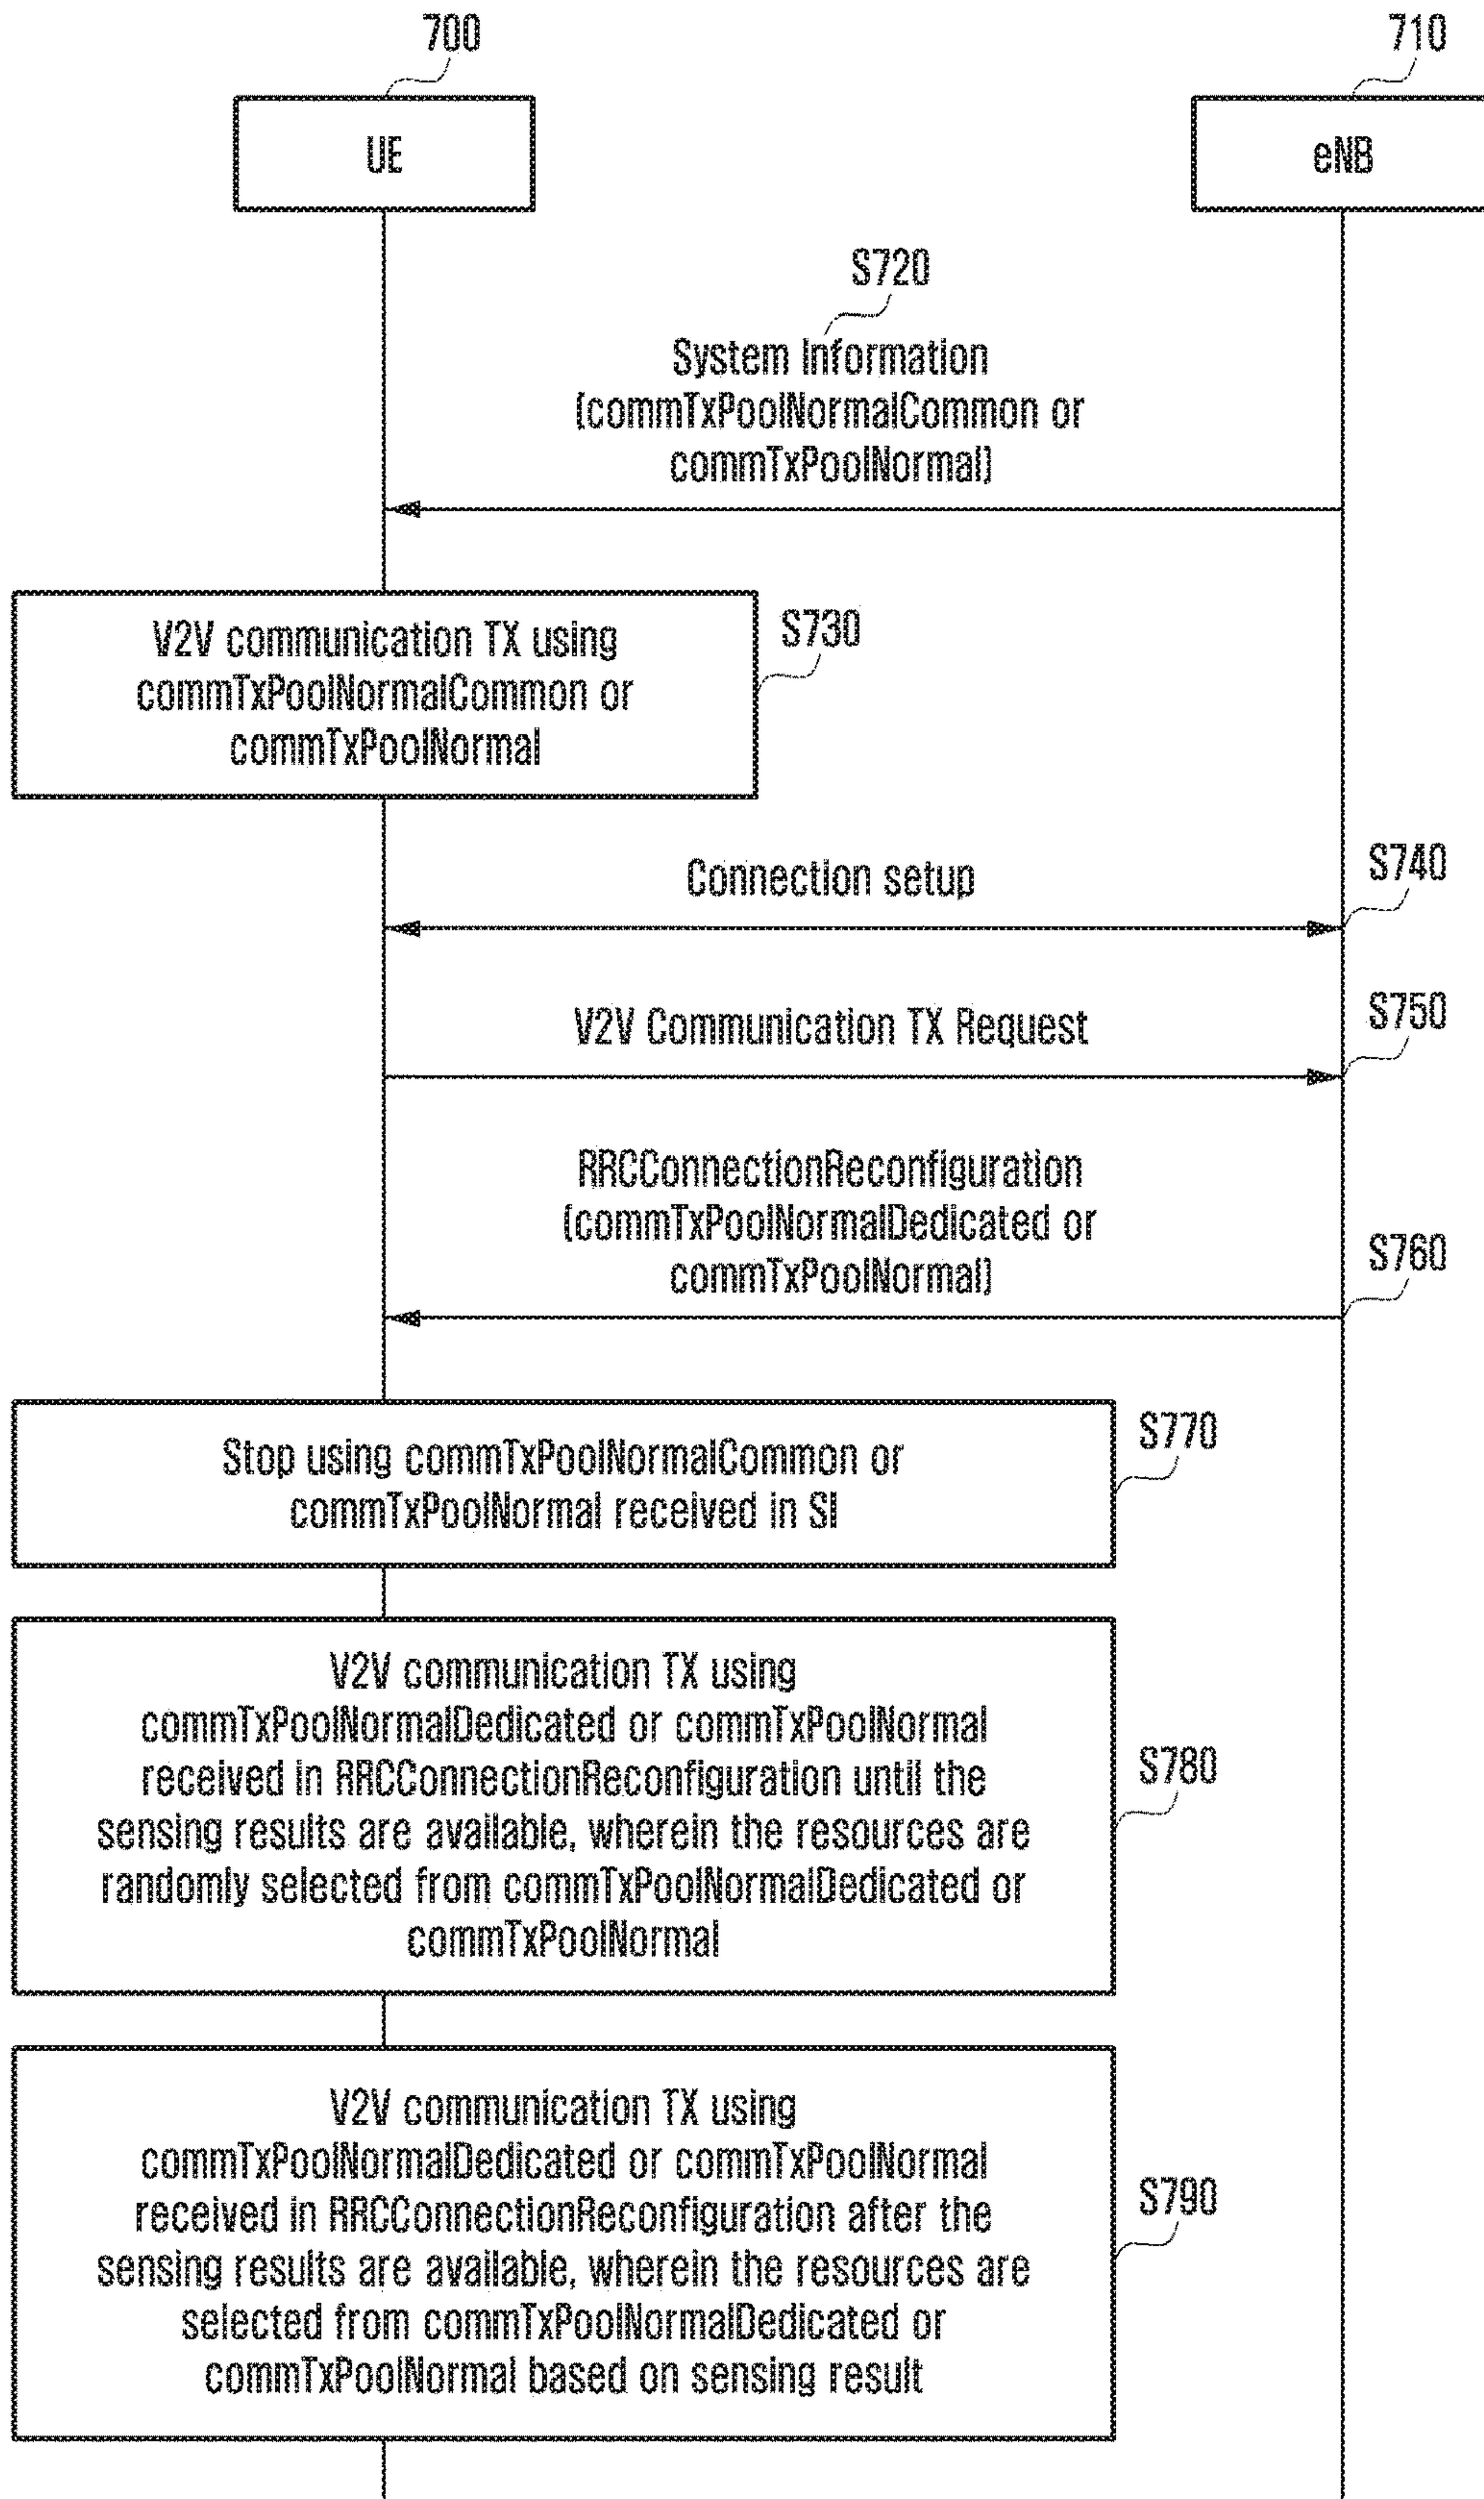 700
710
UE
eNB
S720
System Information
(commTxPoolNormalCommon or
commTxPoolNormal)
V2V communication TX using
commTxPoolNormalCommon or
commTxPoolNormal
S730
Connection setup
S740
V2V Communication TX Request
S750
RRCConnectionReconfiguration
(commTxPoolNormalDedicated or
commTxPoolNormal)
S760
Stop using commTxPoolNormalCommon or
commTxPoolNormal received in SI
S770
V2V communication TX using
commTxPoolNormalDedicated or commTxPoolNormal
received in RRCConnectionReconfiguration until the
sensing results are available, wherein the resources are
randomly selected from commTxPoolNormalDedicated or
commTxPoolNormal
S780
V2V communication TX using
commTxPoolNormalDedicated or commTxPoolNormal
received in RRCConnectionReconfiguration after the
sensing results are available, wherein the resources are
selected from commTxPoolNormalDedicated or
commTxPoolNormal based on sensing result
S790